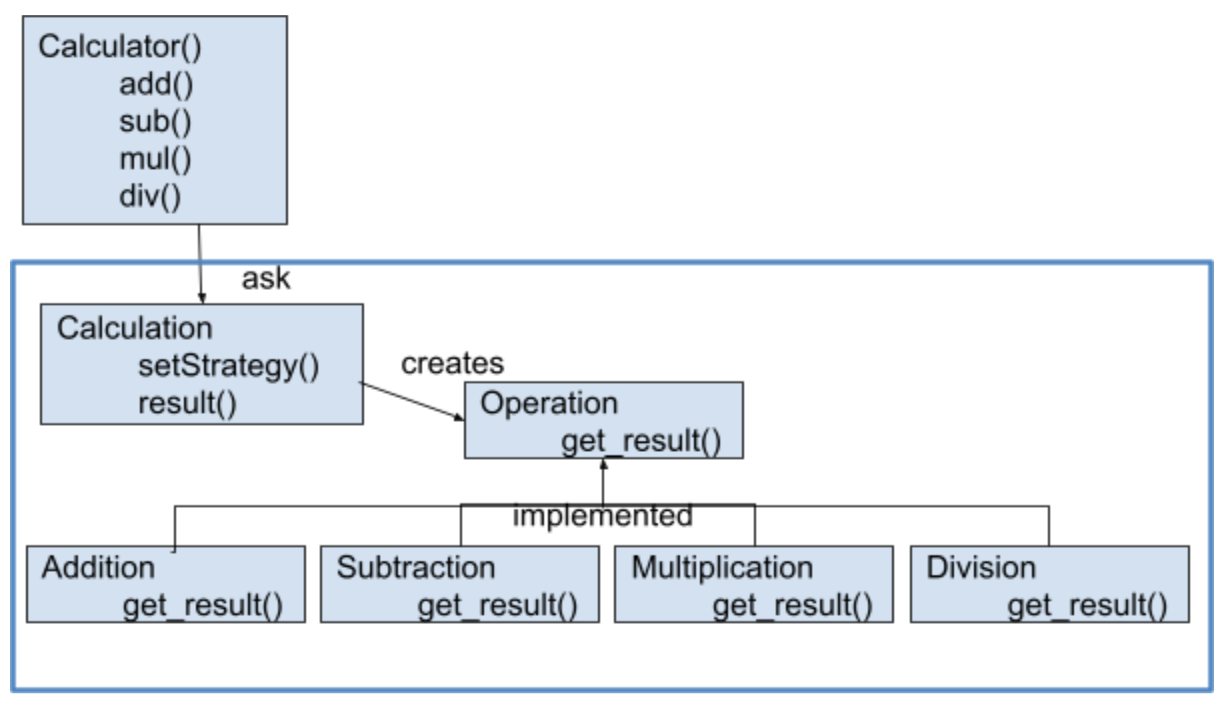 Calculator()
add()
sub()
mul()
div()
ask
Calculation
setStrategy()
result()
creates
Operation
get_result()
implemented
Addition
get_result()
Subtraction
get_result()
Multiplication
get_result()
Division
get_result()